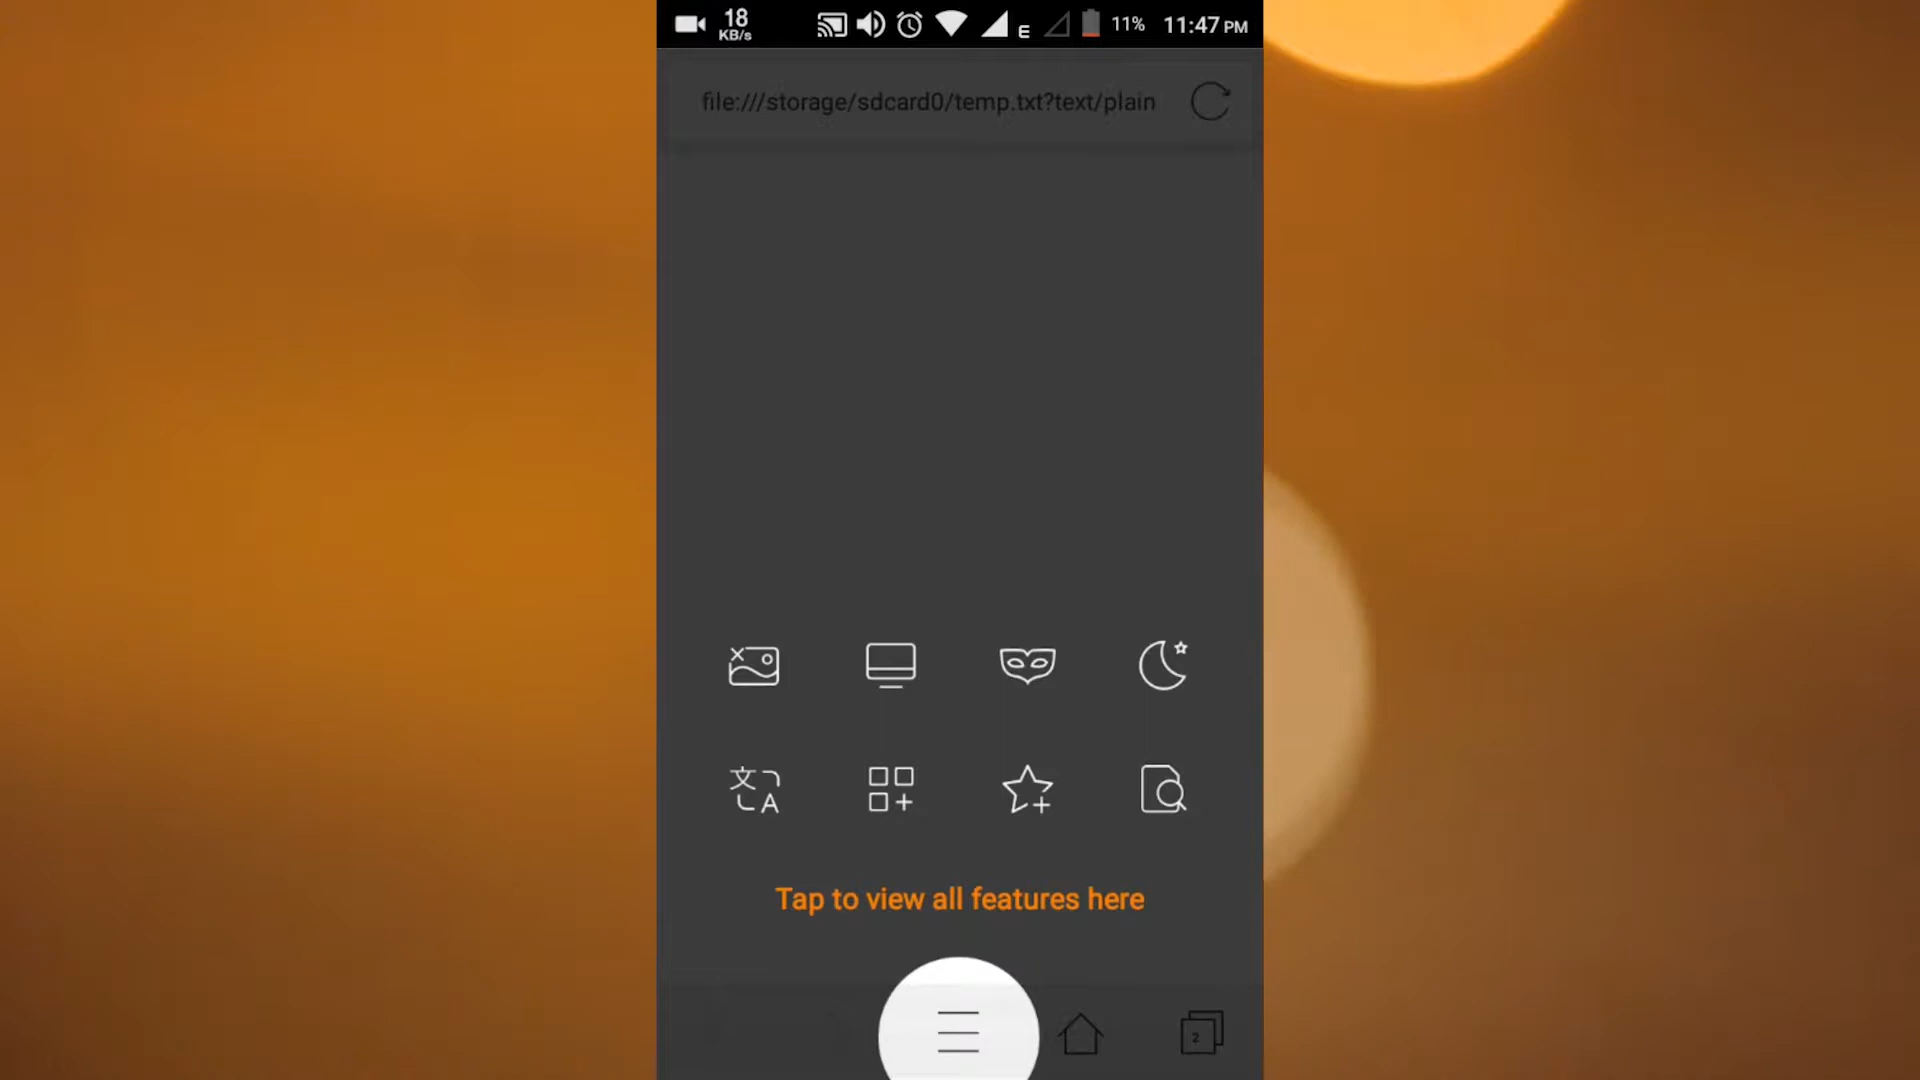 18
KB/s
E
11%
11:47 PM
file:///storage/sdcard0/temp.txt?text/plain
文
A
Tap to view all features here
2